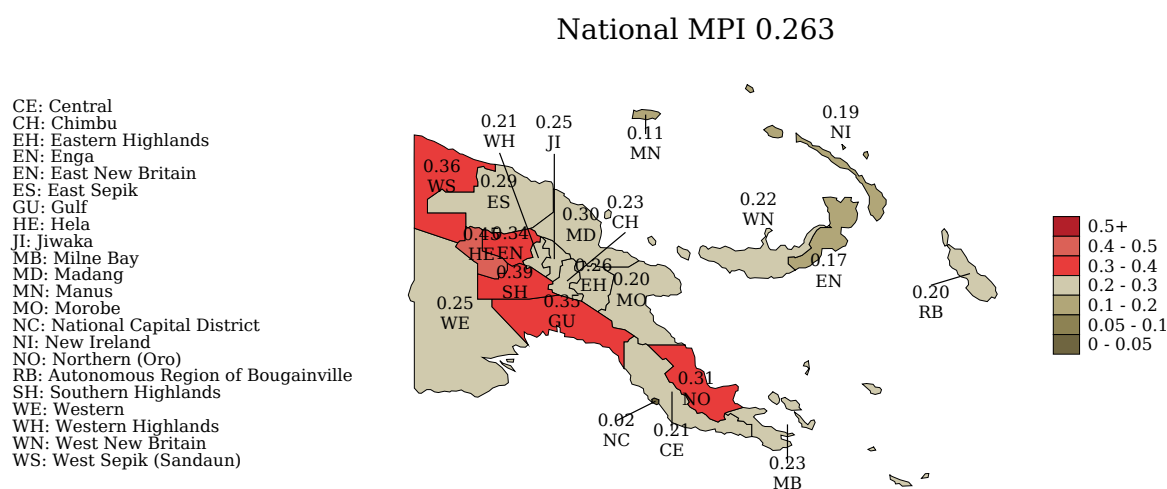 National MPI 0.263
CE: Central
CH: Chimbu
EH: Eastern Highlands
EN: Enga
EN: East New Britain
ES: East Sepik
GU: Gulf
HE: Hela
JI: Jiwaka
MB: Milne Bay
MD: Madang
MN: Manus
MO: Morobe
NC: National Capital District
NI: New Ireland
NO: Northern (Oro)
RB: Autonomous Region of Bougainville
SH: Southern Highlands
WE: Western
WH: Western Highlands
WN: West New Britain
WS: West Sepik (Sandaun)
0.19
NI
0.21
WH
0.25
JI
0.11
MN
0.36
WS
0.29
ES
0.23
CH
0.22
WN
0.30
MD
0.45
HE
0.34
EN
0.26
EH
0.17
EN
0.39
SH
0.20
MO
0.20
RB
0.25
WE
0.35
GU
0.31
NO
0.02
NC
0.21
CE
0.23
MB
0.5+
0.4 - 0.5
0.3 - 0.4
0.2 - 0.3
0.1 - 0.2
0.05 - 0.1
0 - 0.05